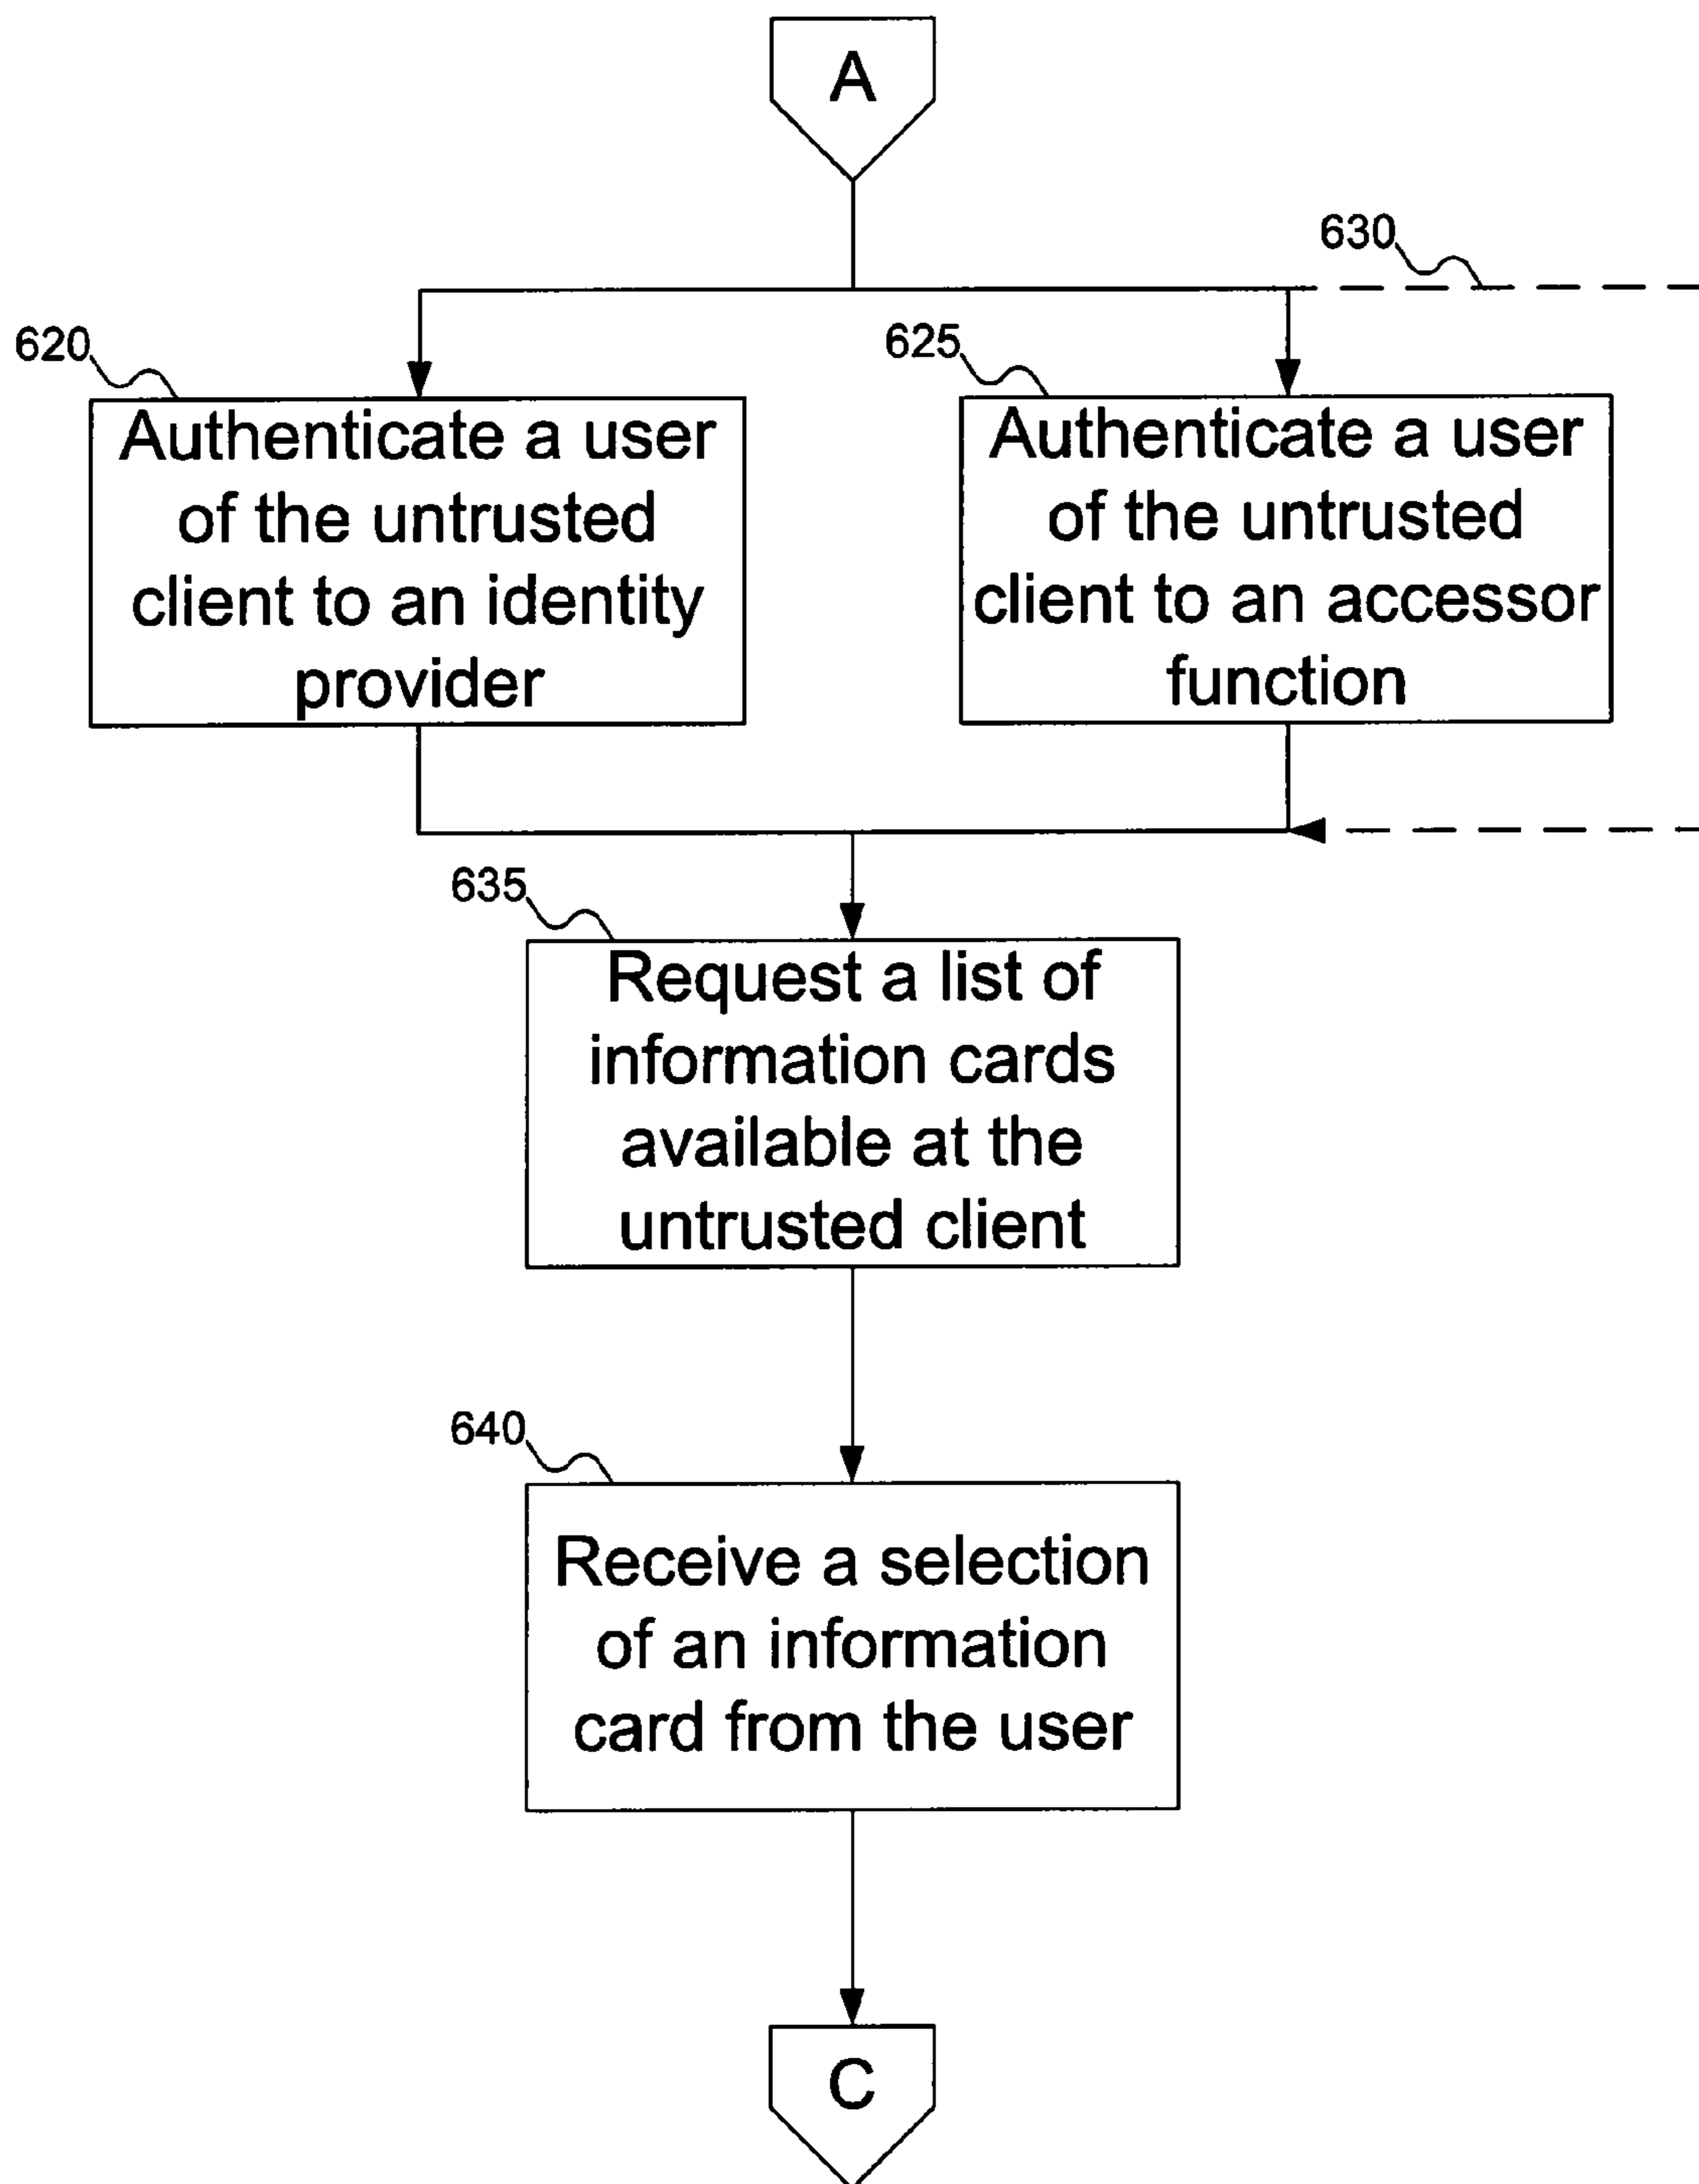 A
630
620
625
Authenticate a user
of the untrusted
client to an identity
provider
Authenticate a user
of the untrusted
client to an accessor
function
635
Request a list of
information cards
available at the
untrusted client
640
Receive a selection
of an information
card from the user
C